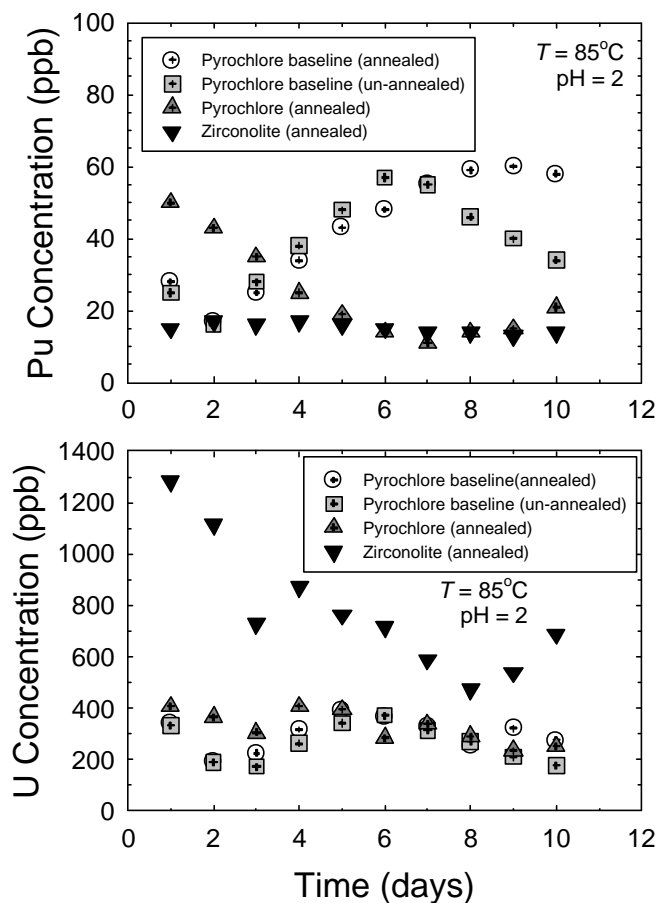 Pu Concentration (ppb)
100
80
60
40
20
0
Pyrochlore baseline (annealed)
Pyrochlore baseline (un-annealed)
Pyrochlore (annealed)
Zirconolite (annealed)
T = 85°C
pH = 2
0 2 4 6 8 10 12
U Concentration (ppb)
1400
1200
1000
800
600
400
200
0
Pyrochlore baseline(annealed)
Pyrochlore baseline (un-annealed)
Pyrochlore (annealed)
Zirconolite (annealed)
T = 85°C
pH = 2
0 2 4 6 8 10 12
Time (days)